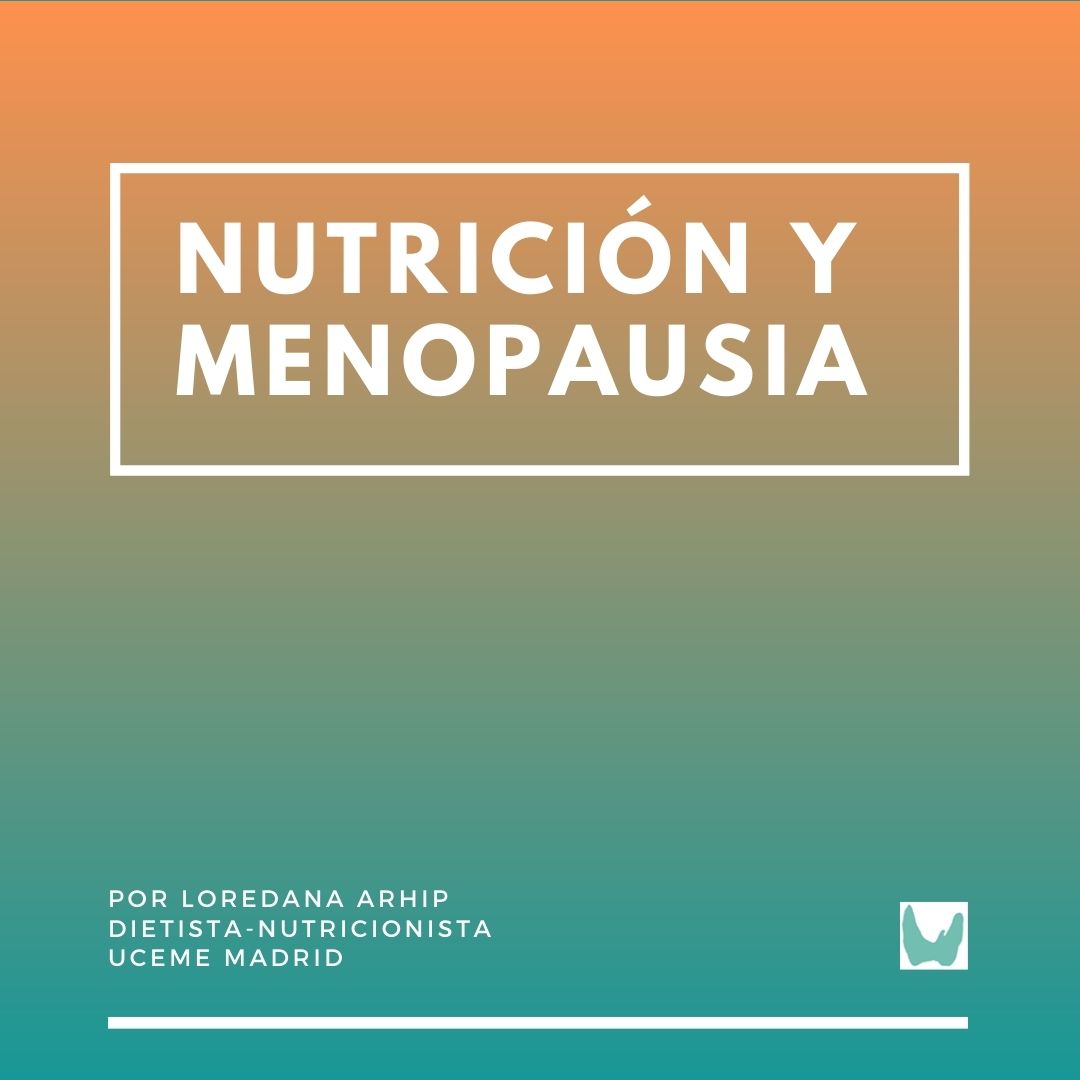 NUTRICIÓN Y
MENOPAUSIA
POR LOREDANA ARHIP
DIETISTA-NUTRICIONISTA
UCEME MADRID